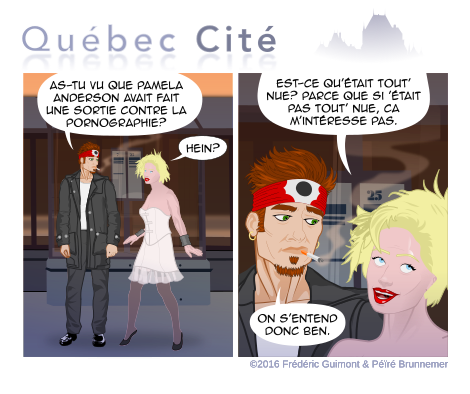 Québec Cité
AS-TU VU QUE PAMELA
ANDERSON AVAIT FAIT
UNE SORTIE CONTRE LA
PORNOGRAPHIE?
HEIN?
EST-CE QU'ÉTAIT TOUT'
NUE? PARCE QUE SI 'ÉTAIT
PAS TOUT' NUE, CA
M'INTÉRESSE PAS.
25
ON S'ENTEND
DONC BEN.
©2016 Frédéric Guimont & Péïré Brunnemer